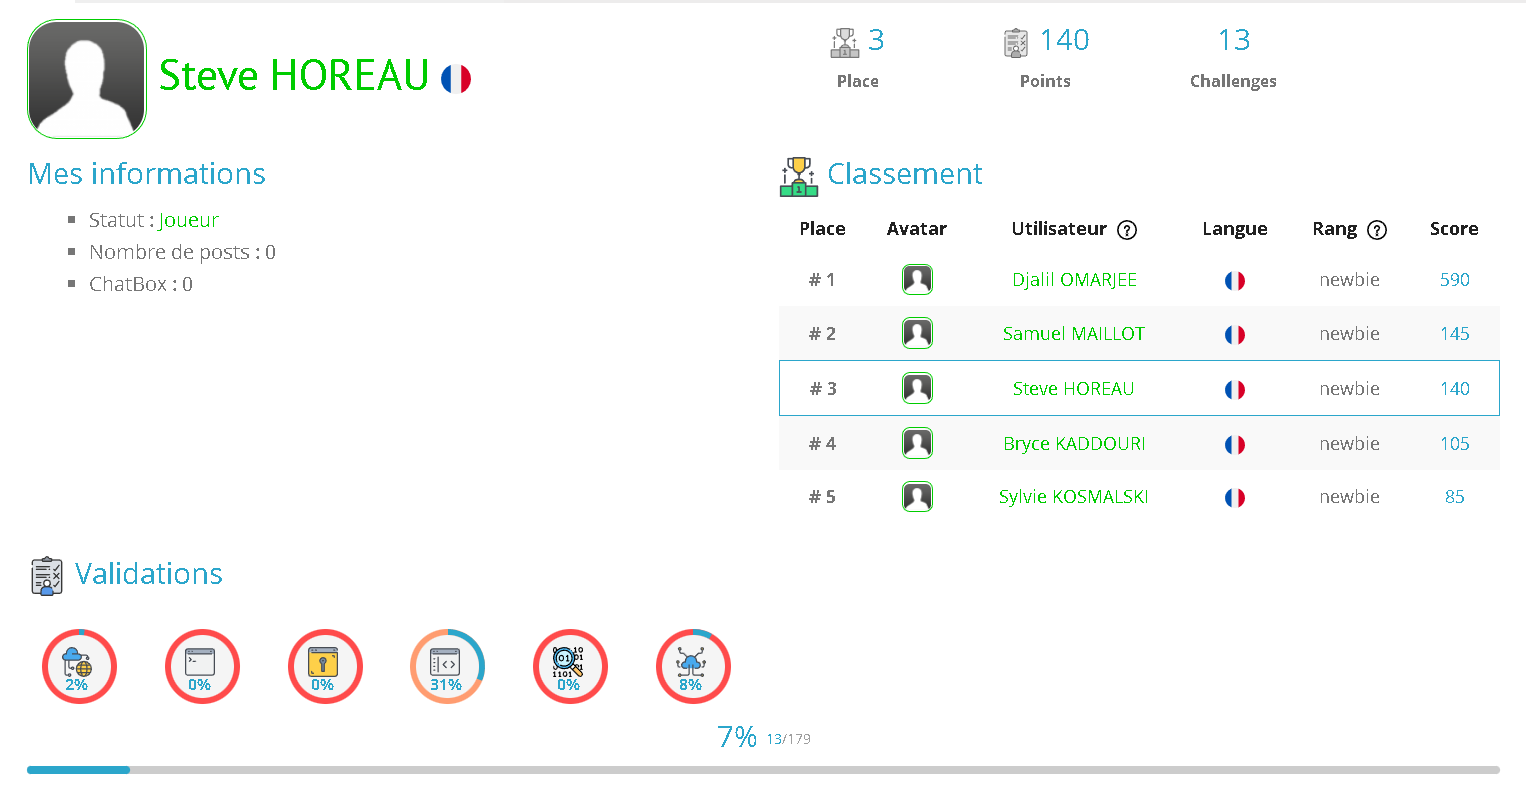 Steve HOREAU
3
Place
140
Points
13
Challenges
Mes informations
Statut : Joueur
Nombre de posts : 0
ChatBox : 0
Classement
Place Avatar Utilisateur ? Langue Rang ? Score
# 1 Djalil OMARJEE newbie 590
# 2 Samuel MAILLOT newbie 145
# 3 Steve HOREAU newbie 140
# 4 Bryce KADDOURI newbie 105
# 5 Sylvie KOSMALSKI newbie 85
Validations
2% 0% 0% 31% 0% 8%
7% 13/179